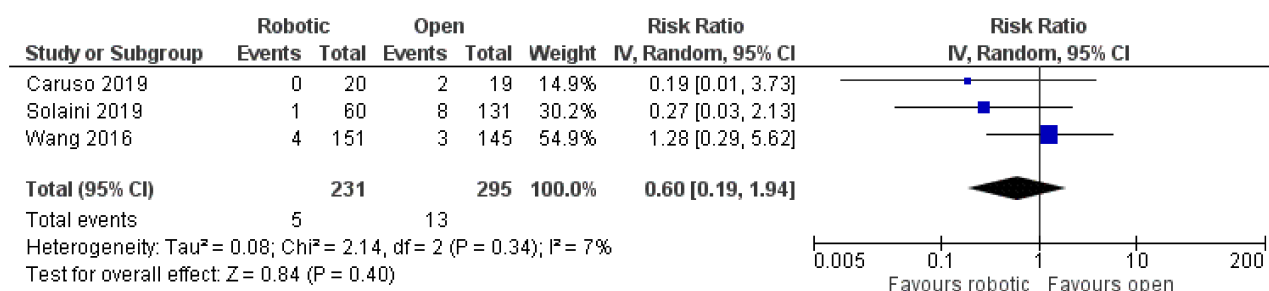 Robotic Open Risk Ratio Risk Ratio
Study or Subgroup Events Total Events Total Weight IV, Random, 95% CI IV, Random, 95% CI
Caruso 2019 0 20 2 19 14.9% 0.19 [0.01, 3.73]
Solaini 2019 1 60 8 131 30.2% 0.27 [0.03, 2.13]
Wang 2016 4 151 3 145 54.9% 1.28 [0.29, 5.62]
Total (95% CI) 231 295 100.0% 0.60 [0.19, 1.94]
Total events 5 13
Heterogeneity: Tau² = 0.08; Chi² = 2.14, df = 2 (P = 0.34); I² = 7%
Test for overall effect: Z = 0.84 (P = 0.40)
0.005 0.1 1 10 200
Favours robotic Favours open